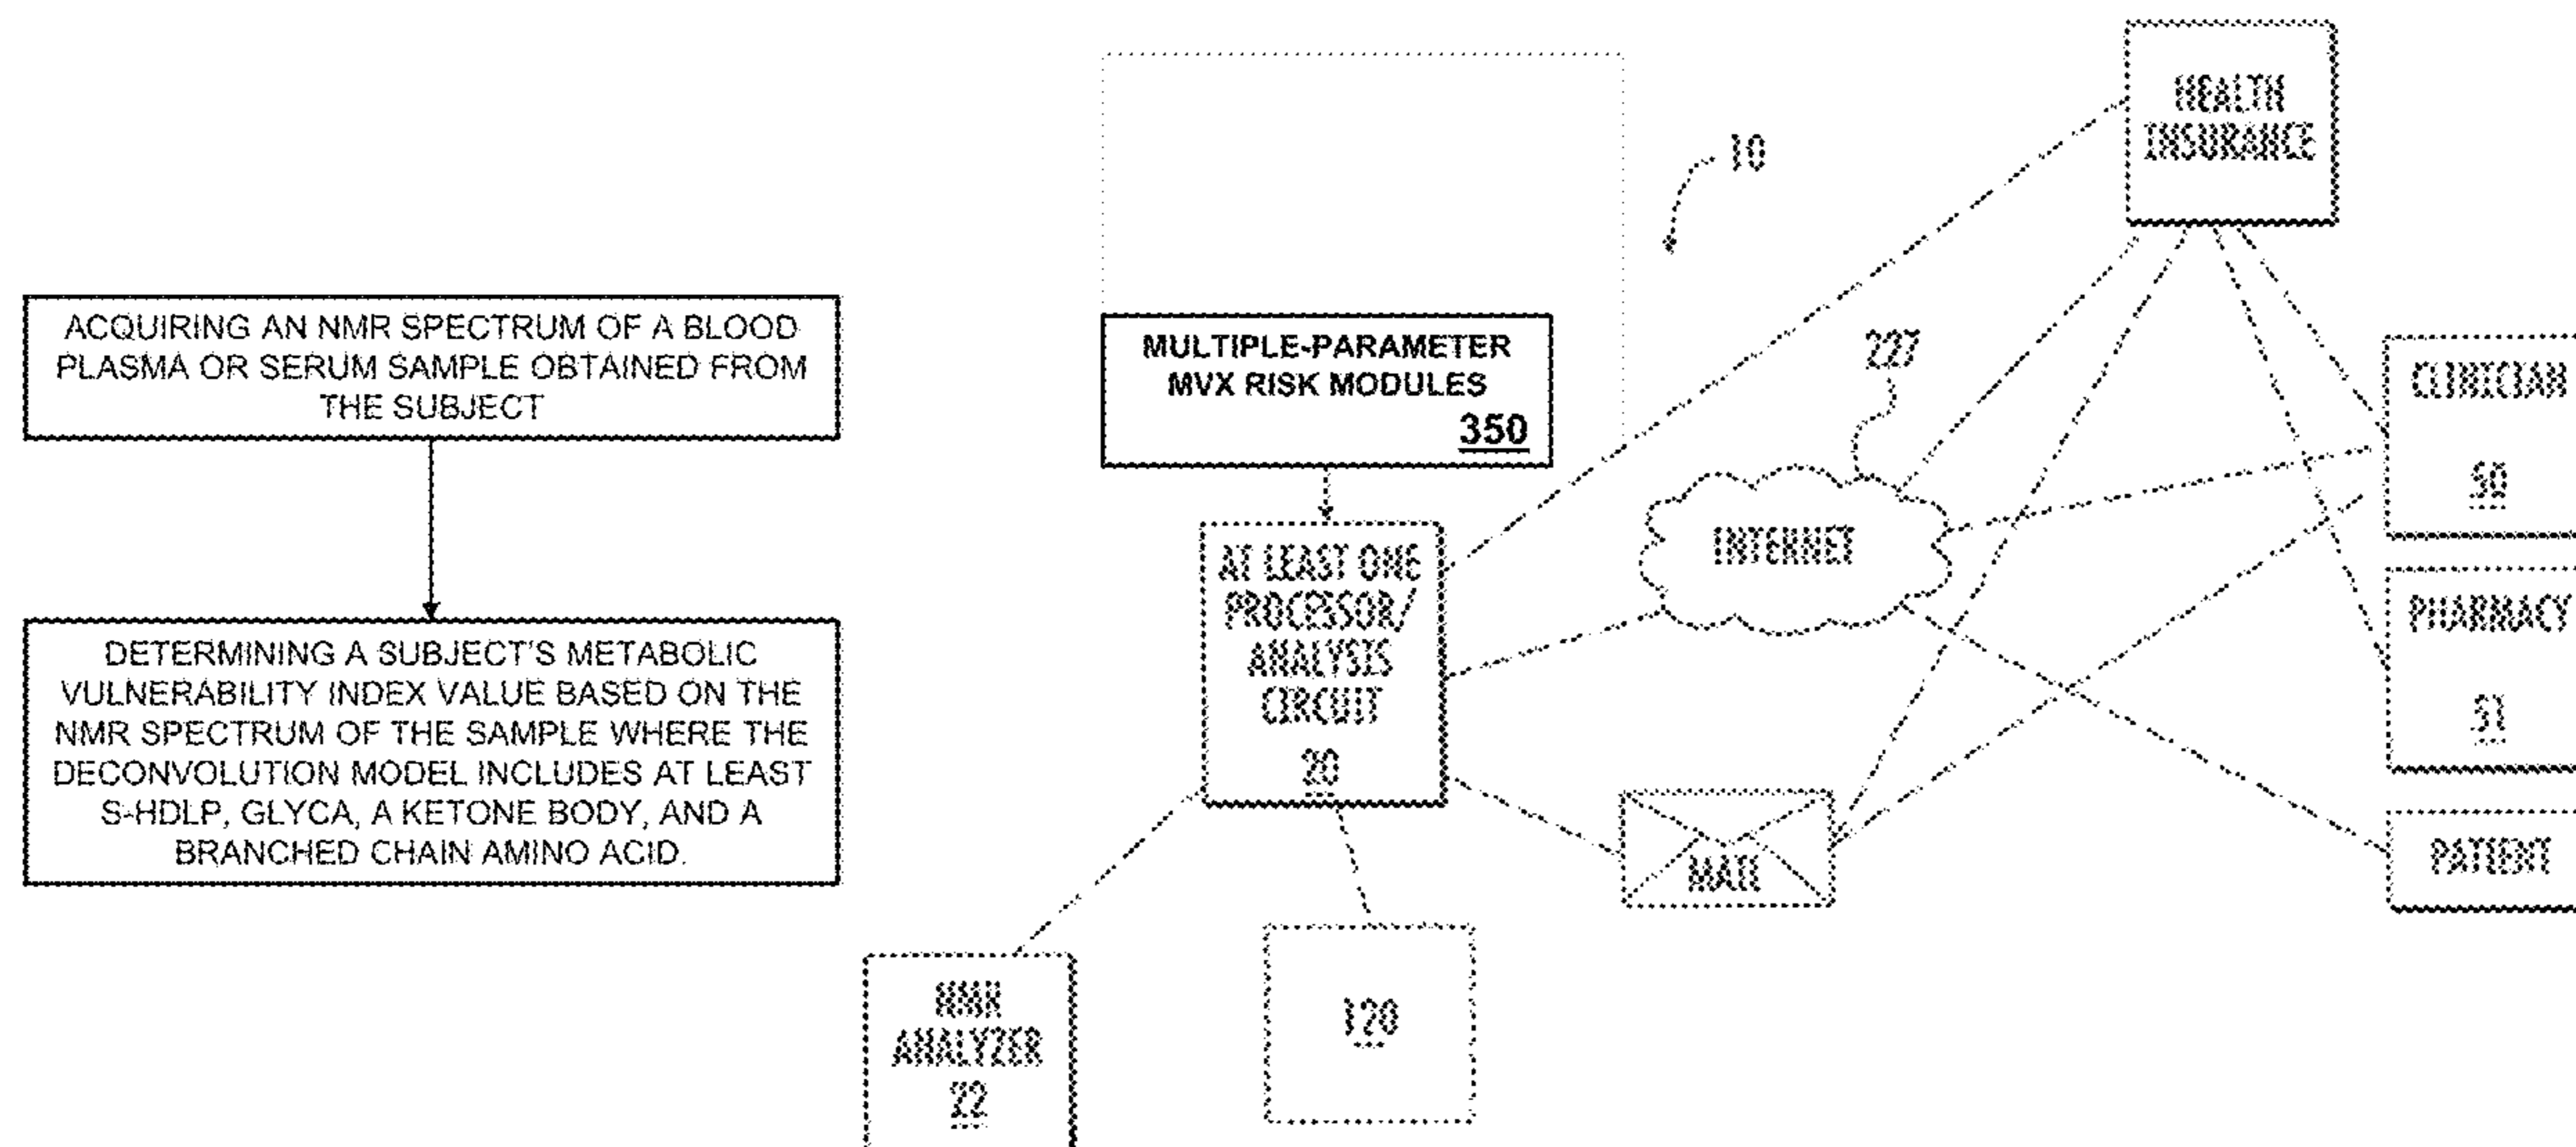 ACQUIRING AN NMR SPECTRUM OF A BLOOD
PLASMA OR SERUM SAMPLE OBTAINED FROM
THE SUBJECT
DETERMINING A SUBJECT'S METABOLIC
VULNERABILITY INDEX VALUE BASED ON THE
NMR SPECTRUM OF THE SAMPLE WHERE THE
DECONVOLUTION MODEL INCLUDES AT LEAST
S-HDLP, GLYCA, A KETONE BODY, AND A
BRANCHED CHAIN AMINO ACID.
MULTIPLE-PARAMETER
MVX RISK MODULES
350
10
HEALTH
INSURANCE
227
AT LEAST ONE
PROCESSOR/
ANALYSIS
CIRCUIT
20
INTERNET
CLINICIAN
50
PHARMACY
51
MAIL
PATIENT
NMR
ANALYZER
22
120